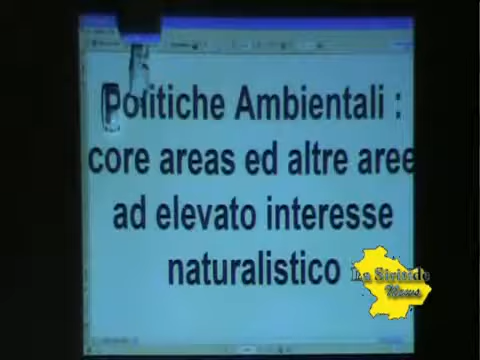 Politiche Ambientali :
core areas ed altre aree
ad elevato interesse
naturalistico
La Siritide
News